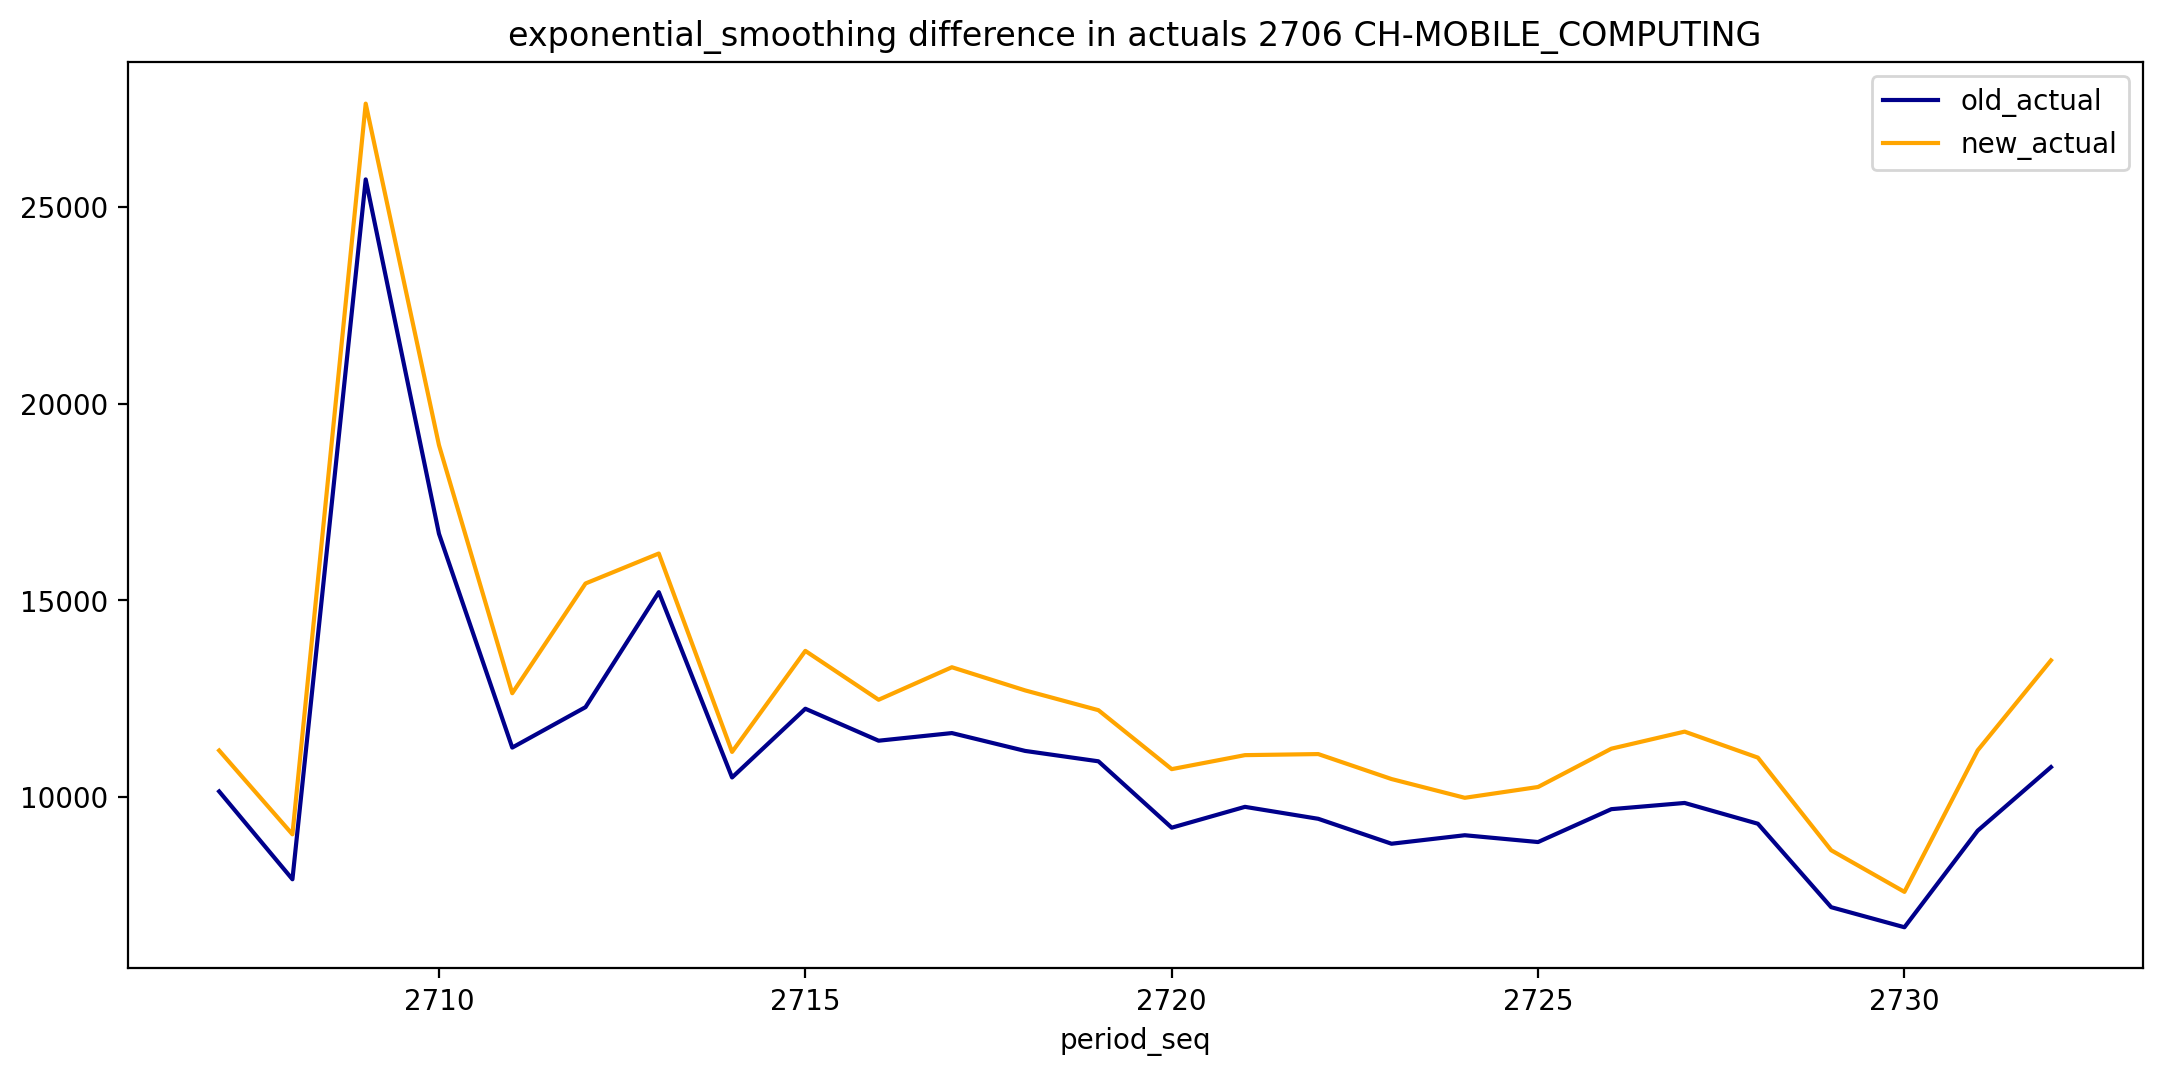 exponential_smoothing difference in actuals 2706 CH-MOBILE_COMPUTING
old_actual
new_actual
25000
20000
15000
10000
2710 2715 2720 2725 2730
period_seq